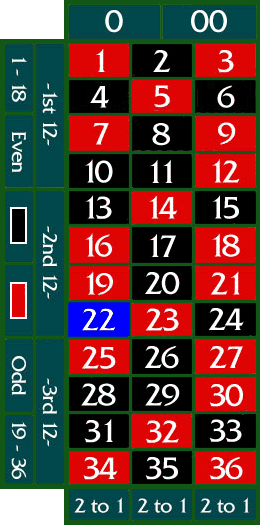 0 00
1 2 3
4 5 6
7 8 9
10 11 12
13 14 15
16 17 18
19 20 21
22 23 24
25 26 27
28 29 30
31 32 33
34 35 36
2 to 1 2 to 1 2 to 1
-1st 12-
-2nd 12-
-3rd 12-
1 - 18
Even
Odd
19 - 36